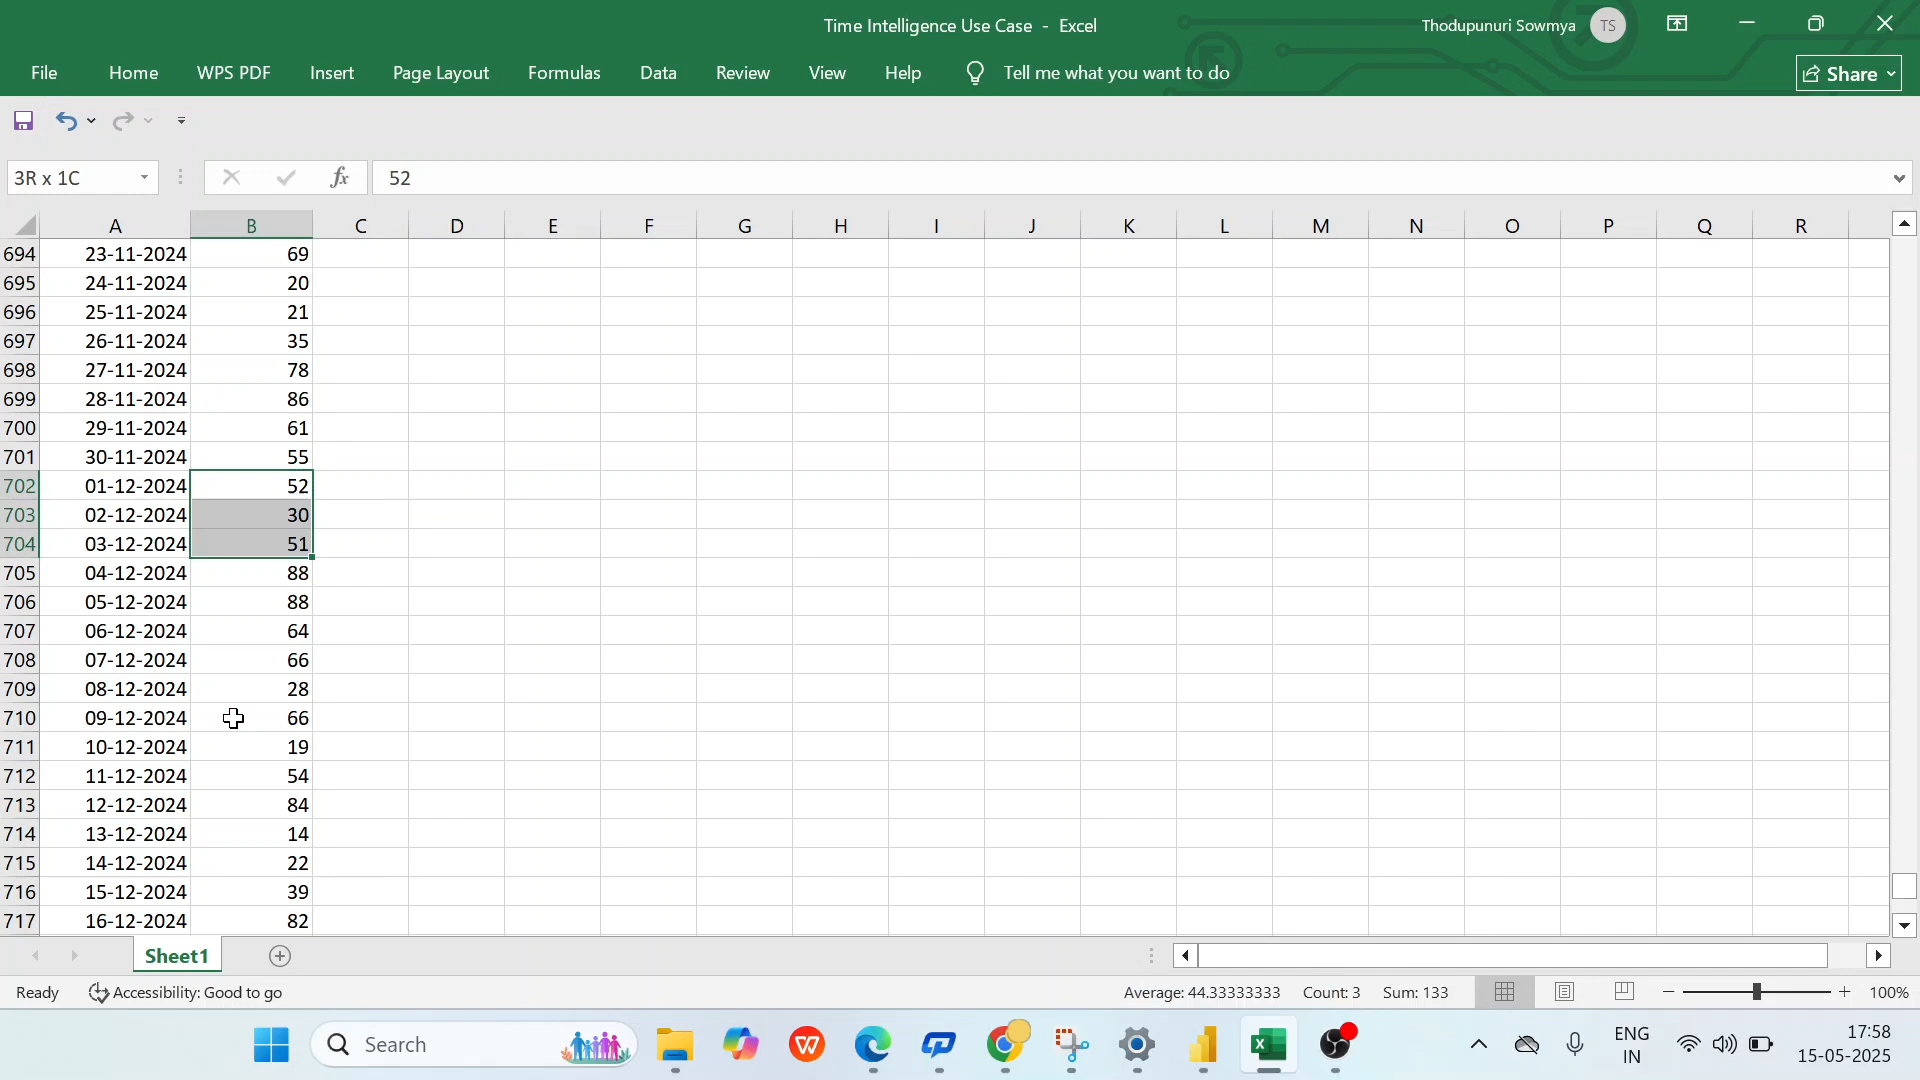 Time Intelligence Use Case - Excel
Thodupunuri Sowmya TS
File Home WPS PDF Insert Page Layout Formulas Data Review View Help Tell me what you want to do Share
3R x 1C fx 52
A B C D E F G H I J K L M N O P Q R
694 23-11-2024 69
695 24-11-2024 20
696 25-11-2024 21
697 26-11-2024 35
698 27-11-2024 78
699 28-11-2024 86
700 29-11-2024 61
701 30-11-2024 55
702 01-12-2024 52
703 02-12-2024 30
704 03-12-2024 51
705 04-12-2024 88
706 05-12-2024 88
707 06-12-2024 64
708 07-12-2024 66
709 08-12-2024 28
710 09-12-2024 66
711 10-12-2024 19
712 11-12-2024 54
713 12-12-2024 84
714 13-12-2024 14
715 14-12-2024 22
716 15-12-2024 39
717 16-12-2024 82
Sheet1
Ready Accessibility: Good to go Average: 44.33333333 Count: 3 Sum: 133 100%
Search
ENG
IN
17:58
15-05-2025